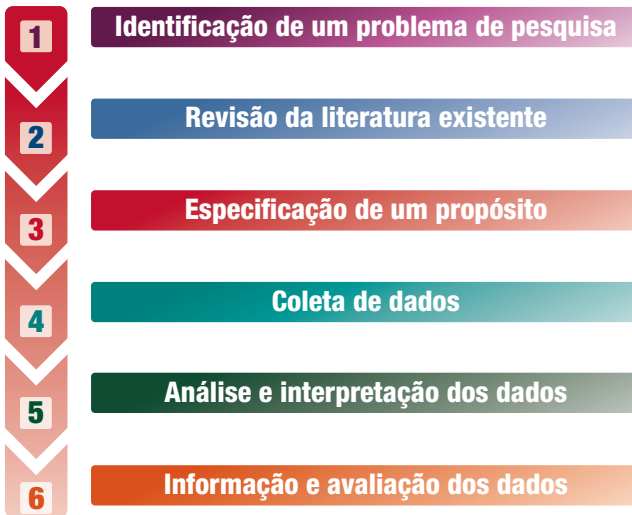 1 Identificação de um problema de pesquisa
2 Revisão da literatura existente
3 Especificação de um propósito
4 Coleta de dados
5 Análise e interpretação dos dados
6 Informação e avaliação dos dados